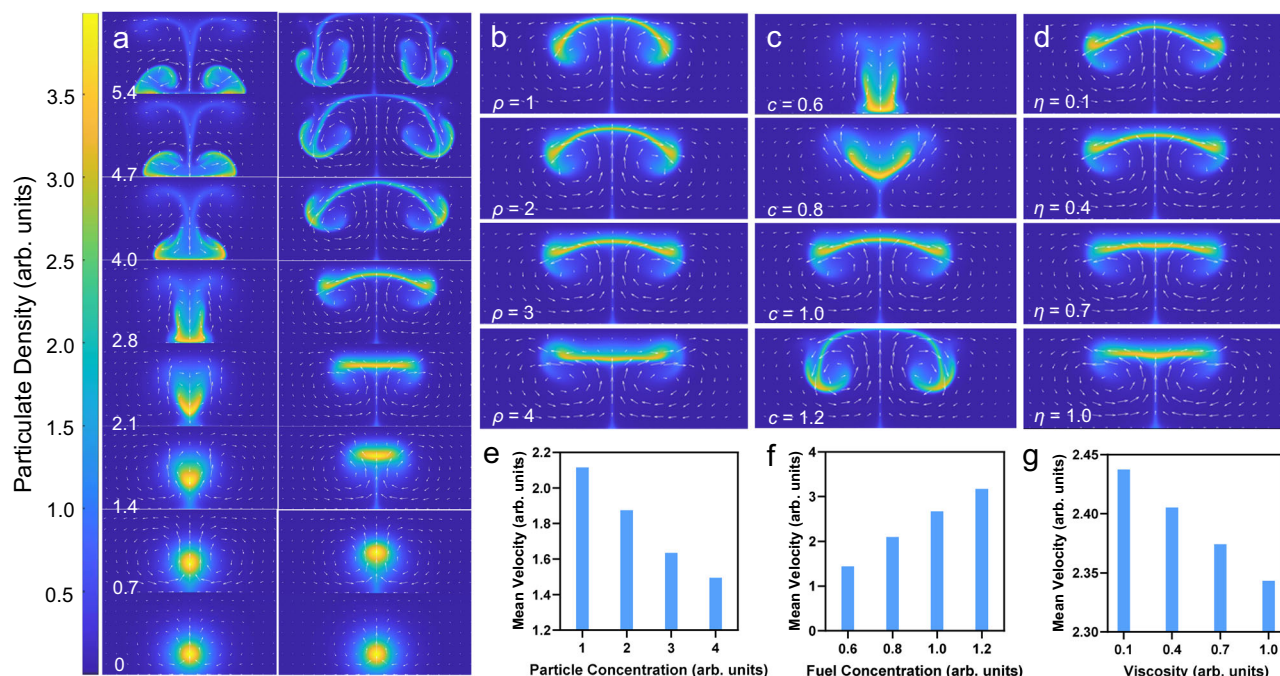 Particulate Density (arb. units)
3.5
3.0
2.5
2.0
1.5
1.0
0.5
a
5.4
4.7
4.0
2.8
2.1
1.4
0.7
0
b
ρ = 1
ρ = 2
ρ = 3
ρ = 4
c
c = 0.6
c = 0.8
c = 1.0
c = 1.2
d
η = 0.1
η = 0.4
η = 0.7
η = 1.0
e
Mean Velocity (arb. units)
2.2
2.0
1.8
1.6
1.4
1.2
1 2 3 4
Particle Concentration (arb. units)
f
Mean Velocity (arb. units)
4
3
2
1
0
0.6 0.8 1.0 1.2
Fuel Concentration (arb. units)
g
Mean Velocity (arb. units)
2.45
2.40
2.35
2.30
0.1 0.4 0.7 1.0
Viscosity (arb. units)